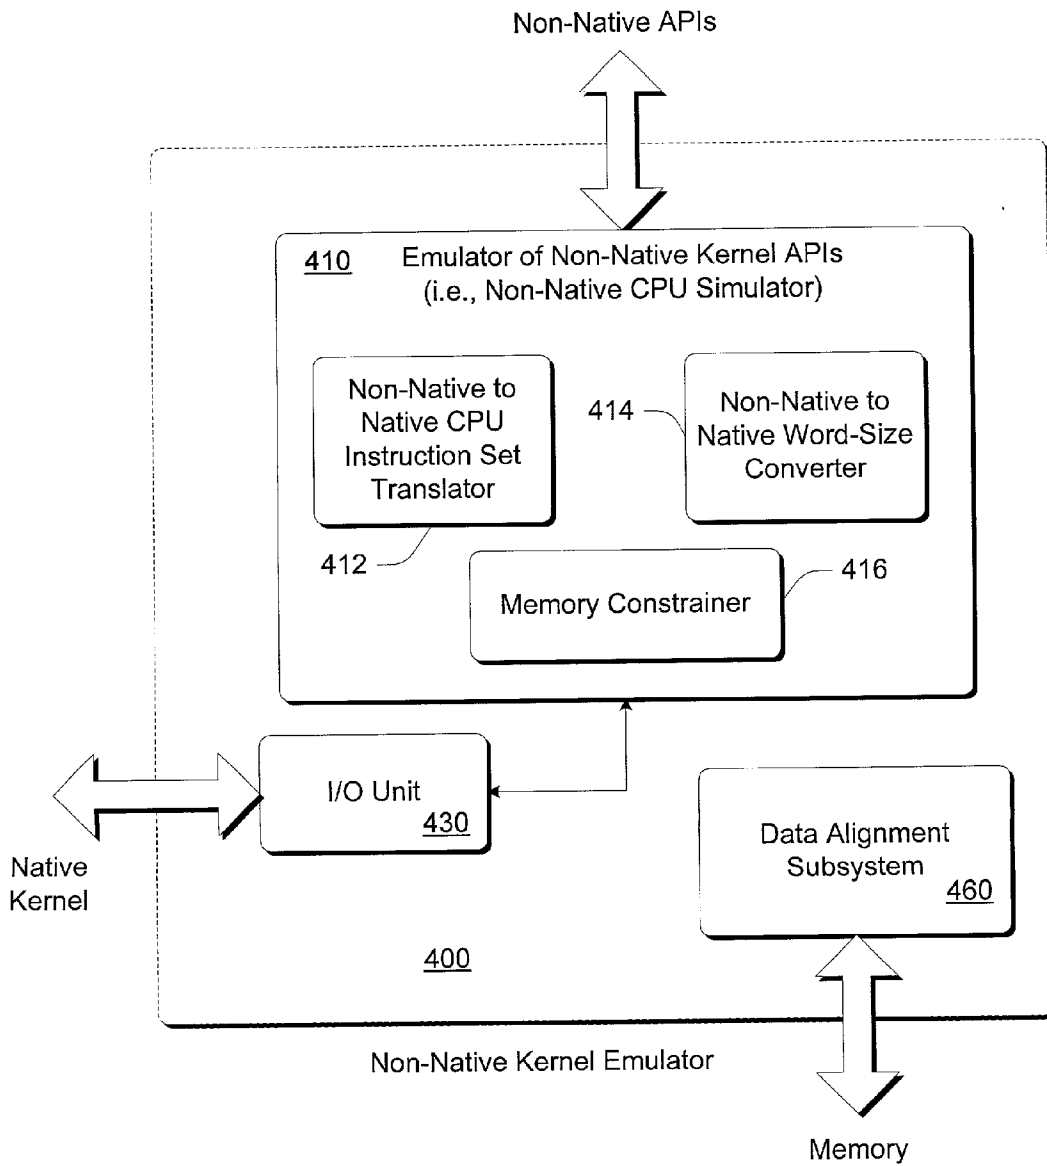 Non-Native APIs
410
Emulator of Non-Native Kernel APIs
(i.e., Non-Native CPU Simulator)
Non-Native to
Native CPU
Instruction Set
Translator
412
414
Non-Native to
Native Word-Size
Converter
Memory Constrainer
416
I/O Unit
430
Native
Kernel
Data Alignment
Subsystem
460
400
Non-Native Kernel Emulator
Memory